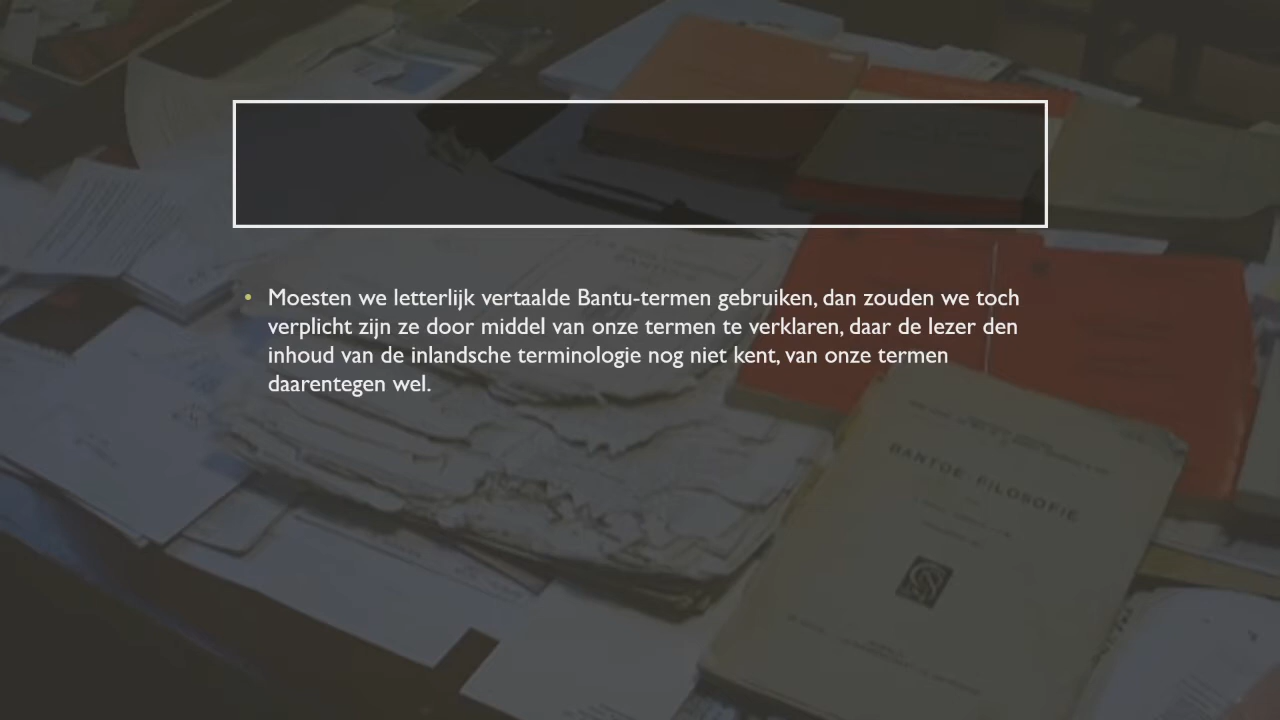 Moesten we letterlijk vertaalde Bantu-termen gebruiken, dan zouden we toch
verplicht zijn ze door middel van onze termen te verklaren, daar de lezer den
inhoud van de inlandsche terminologie nog niet kent, van onze termen
daarentegen wel.
BANTOE FILOSOFIE